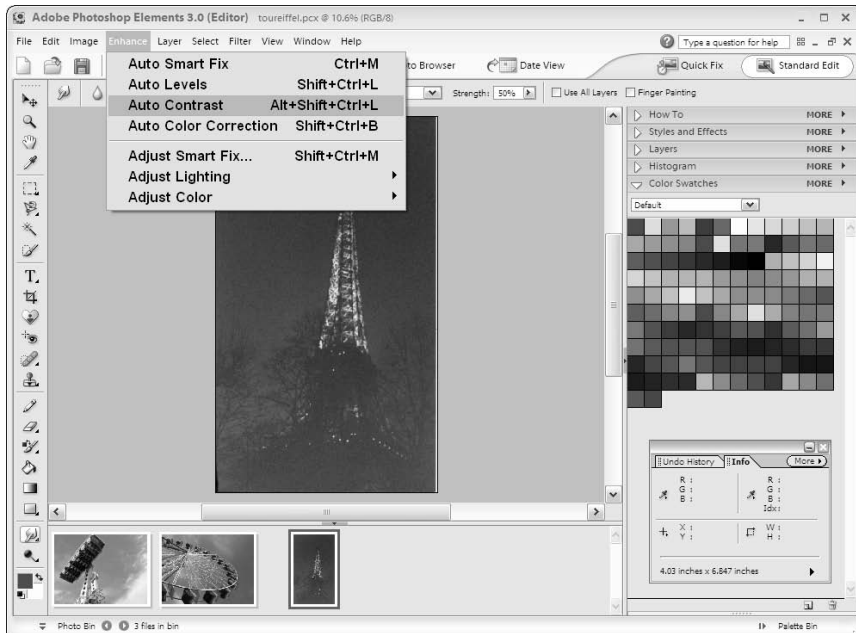 Adobe Photoshop Elements 3.0 (Editor) toureiffel.pcx @ 10.6% (RGB/8)
File Edit Image Enhance Layer Select Filter View Window Help
Type a question for help
to Browser Date View Quick Fix Standard Edit
Auto Smart Fix Ctrl+M
Auto Levels Shift+Ctrl+L
Auto Contrast Alt+Shift+Ctrl+L
Auto Color Correction Shift+Ctrl+B
Adjust Smart Fix... Shift+Ctrl+M
Adjust Lighting
Adjust Color
Strength: 50% Use All Layers Finger Painting
How To MORE
Styles and Effects MORE
Layers MORE
Histogram MORE
Color Swatches MORE
Default
T
Undo History Info More
R : R :
G : G :
B : B :
Idx:
X : W :
Y : H :
4.03 inches x 6.847 inches
Photo Bin 3 files in bin Palette Bin